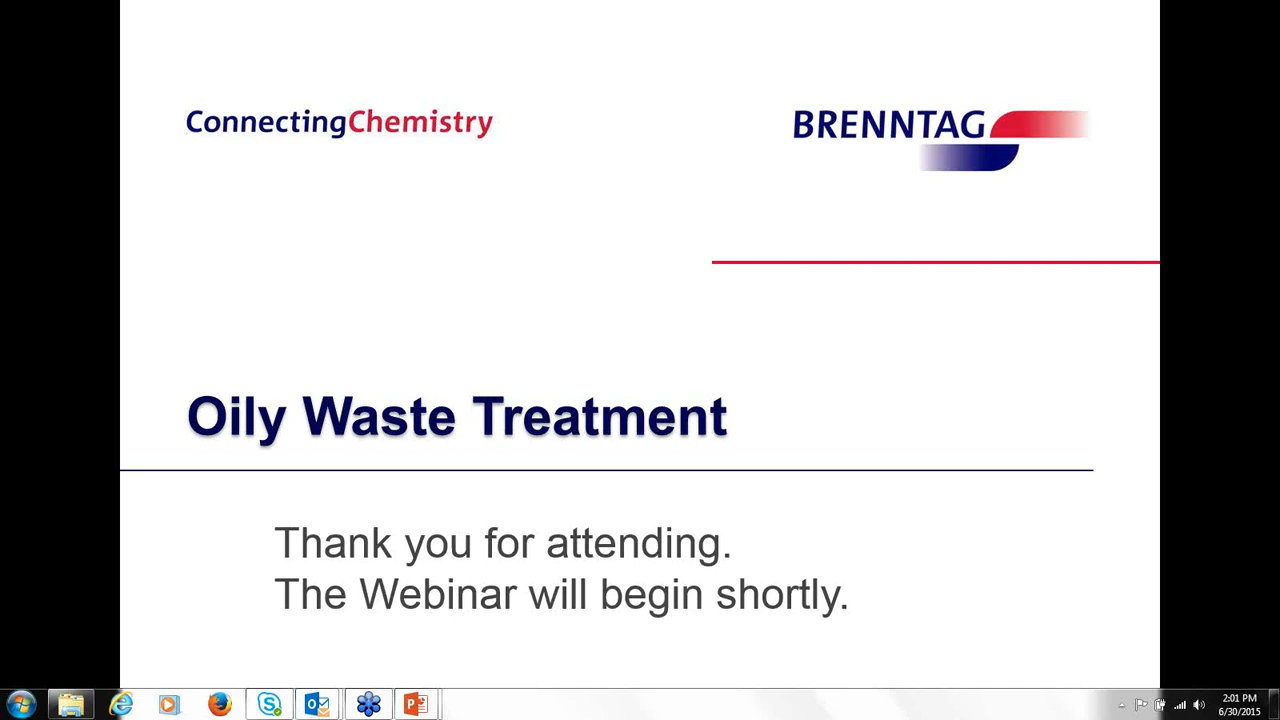 ConnectingChemistry
BRENNTAG
Oily Waste Treatment
Thank you for attending.
The Webinar will begin shortly.
2:01 PM
6/30/2015